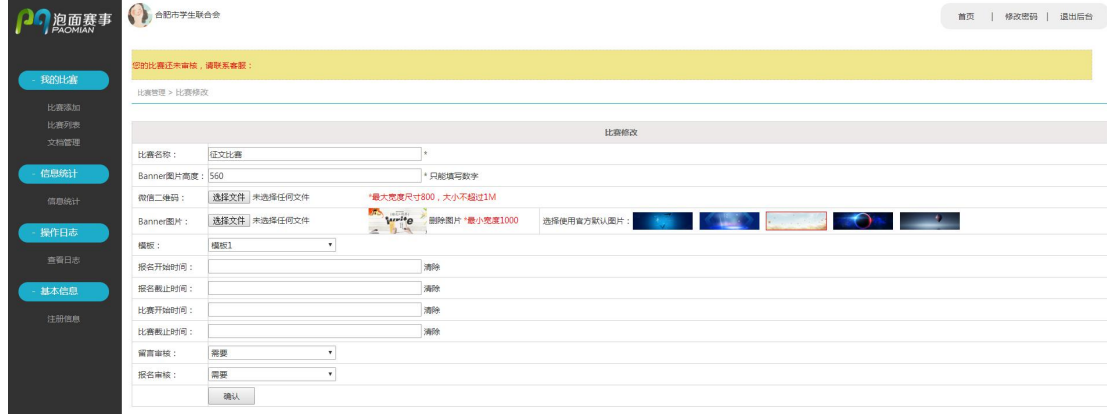 泡面赛事
PAOMIAN
合肥市学生联合会
首页 | 修改密码 | 退出后台
您的比赛还未审核，请联系客服：
比赛管理 > 比赛修改
- 我的比赛
比赛添加
比赛列表
文档管理
- 信息统计
信息统计
- 操作日志
查看日志
- 基本信息
注册信息
比赛修改
比赛名称： 征文比赛 *
Banner图片高度： 560 * 只能填写数字
微信二维码： 选择文件 未选择任何文件 *最大宽度尺寸800，大小不超过1M
Banner图片： 选择文件 未选择任何文件 Write 删除图片 *最小宽度1000 选择使用官方默认图片：
模板： 模板1
报名开始时间： 清除
报名截止时间： 清除
比赛开始时间： 清除
比赛截止时间： 清除
留言审核： 需要
报名审核： 需要
确认